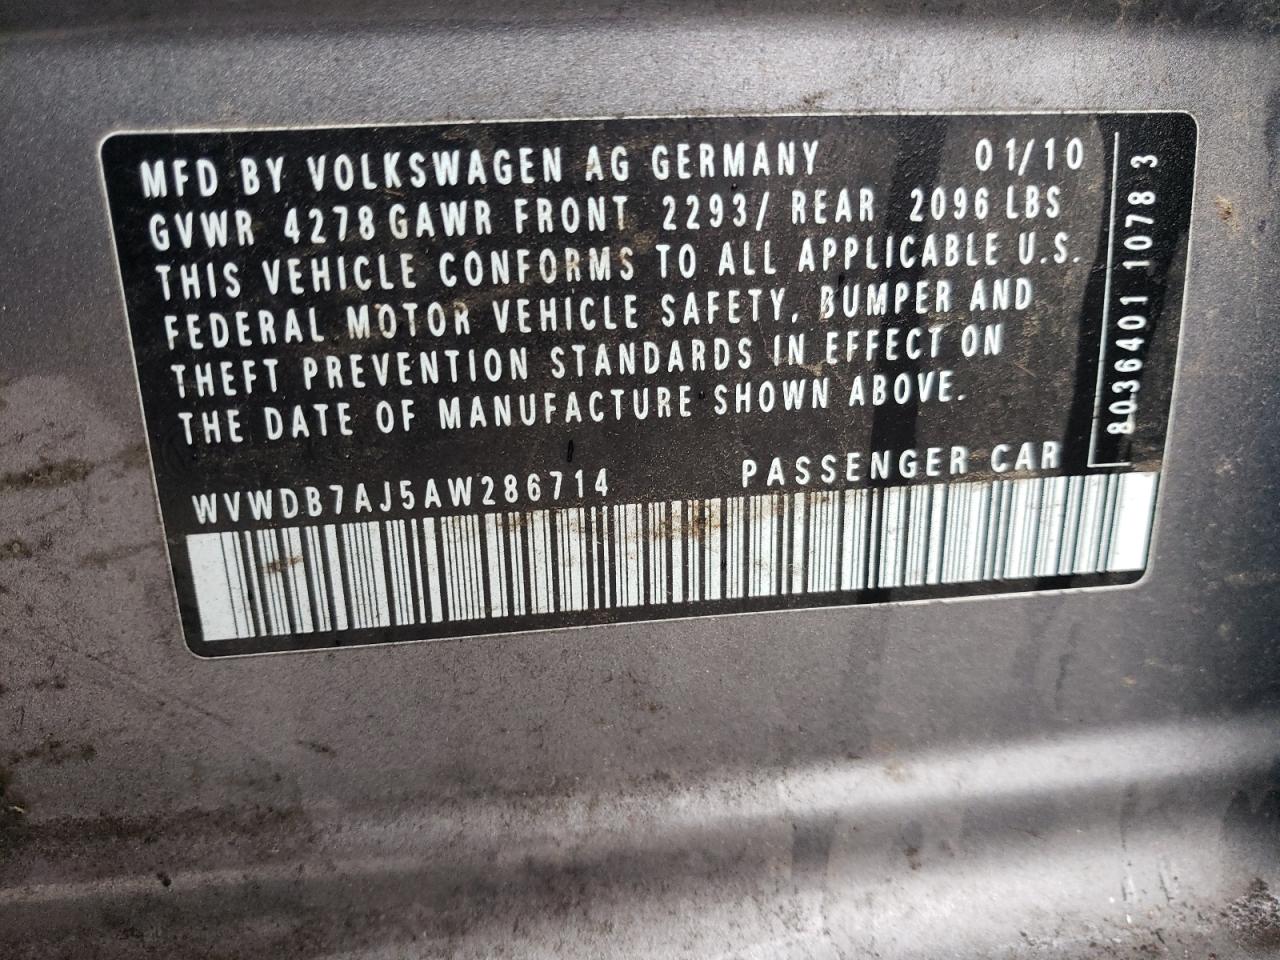 MFD BY VOLKSWAGEN AG GERMANY 01/10
GVWR 4278 GAWR FRONT 2293/ REAR 2096 LBS
THIS VEHICLE CONFORMS TO ALL APPLICABLE U.S.
FEDERAL MOTOR VEHICLE SAFETY, BUMPER AND
THEFT PREVENTION STANDARDS IN EFFECT ON
THE DATE OF MANUFACTURE SHOWN ABOVE.
WVWDB7AJ5AW286714 PASSENGER CAR
8036401 1078 3